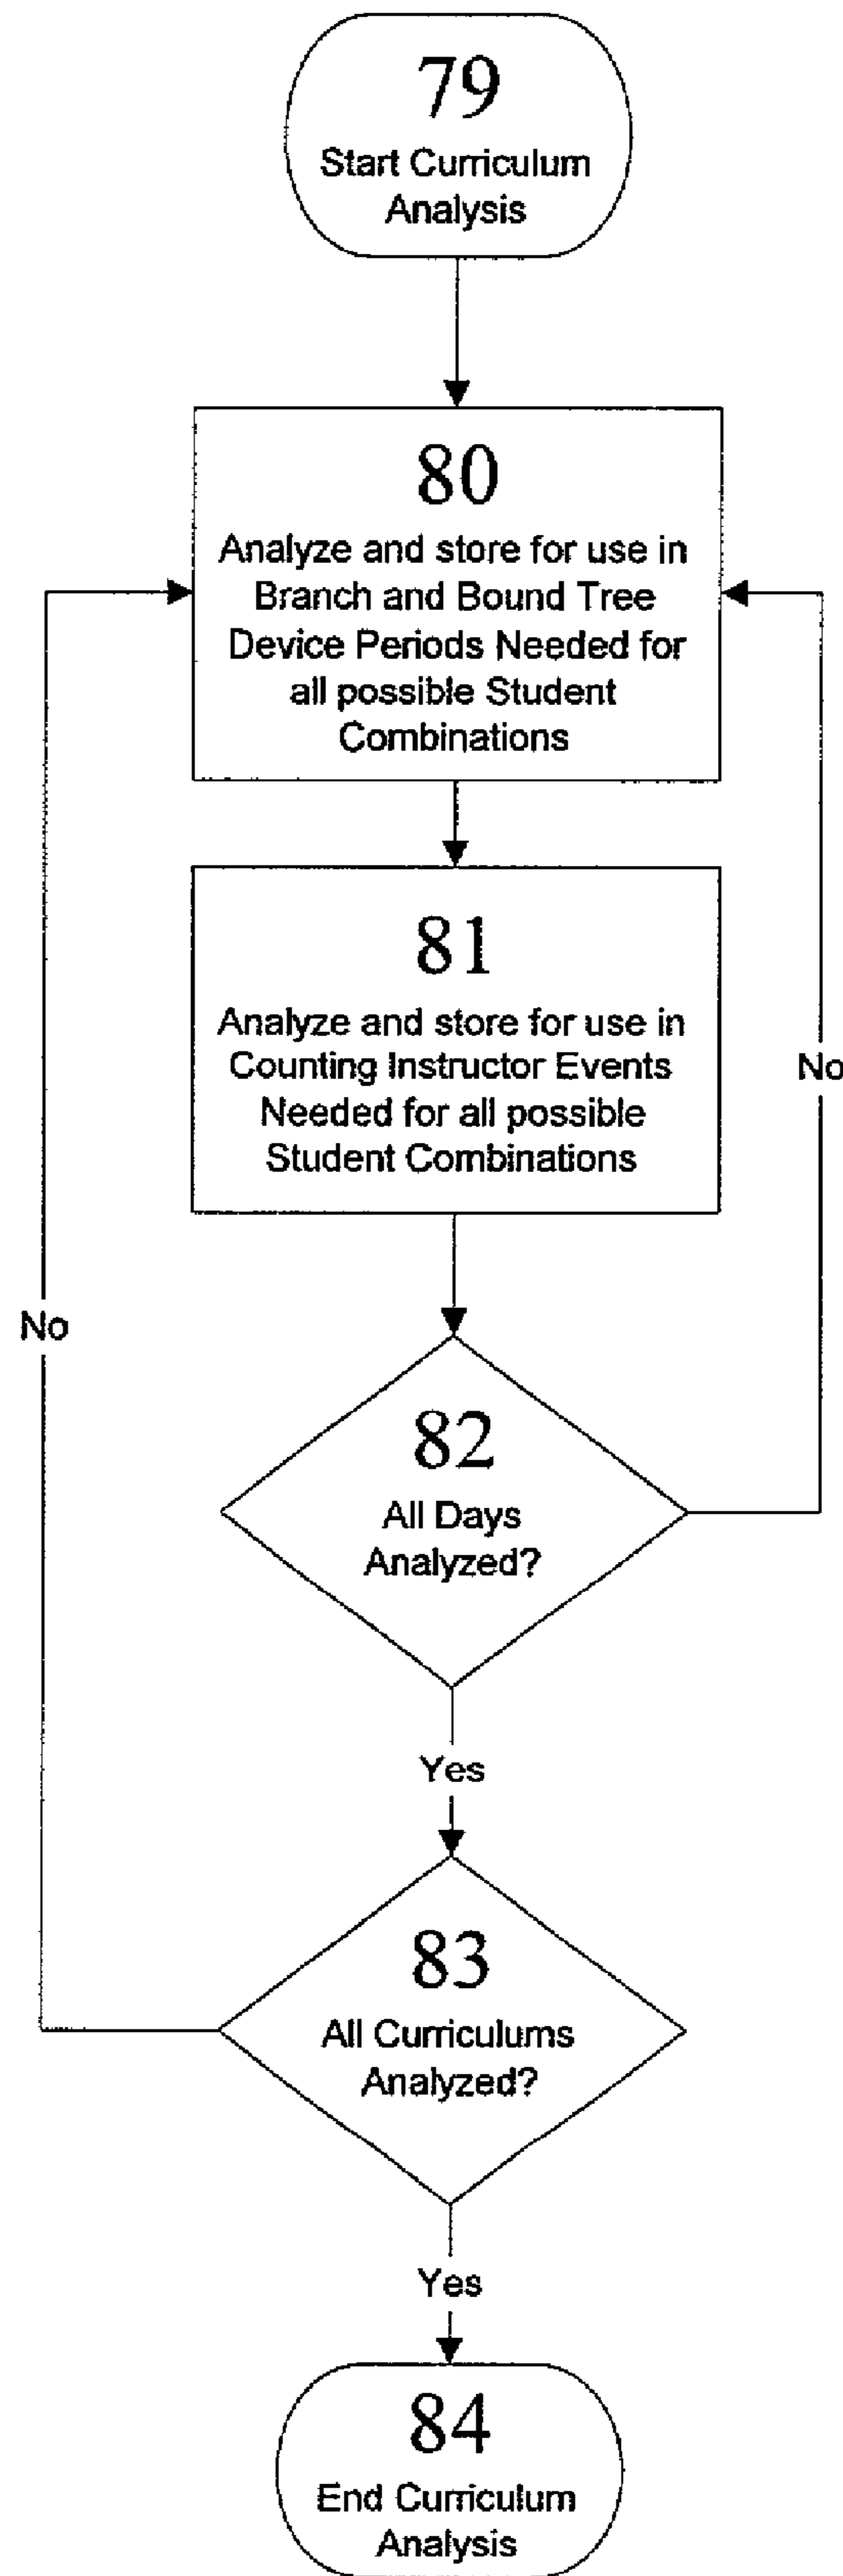 79
Start Curriculum
Analysis
80
Analyze and store for use in
Branch and Bound Tree
Device Periods Needed for
all possible Student
Combinations
81
Analyze and store for use in
Counting Instructor Events
Needed for all possible
Student Combinations
No
No
82
All Days
Analyzed?
Yes
83
All Curriculums
Analyzed?
Yes
84
End Curriculum
Analysis